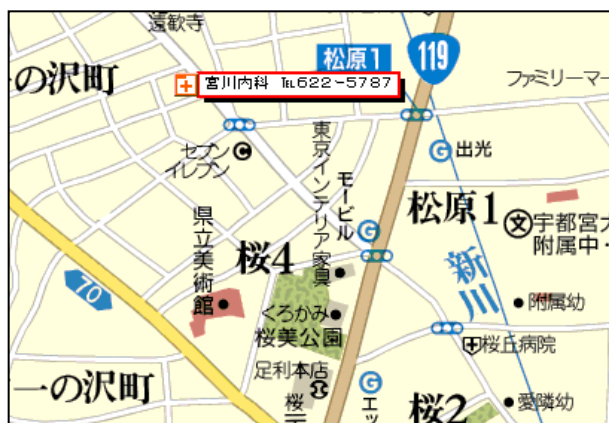 遠歓寺
松原1
119
の沢町
宮川内科 ℡622-5787
ファミリーマー
セブン
イレブン
東京インテリア家具
モービル
出光
松原1
宇都宮大
附属中・
県立美術館
桜4
新川
70
くろかみ
桜美公園
附属幼
桜丘病院
足利本店
一の沢町
桜二
エッ
桜2
愛隣幼